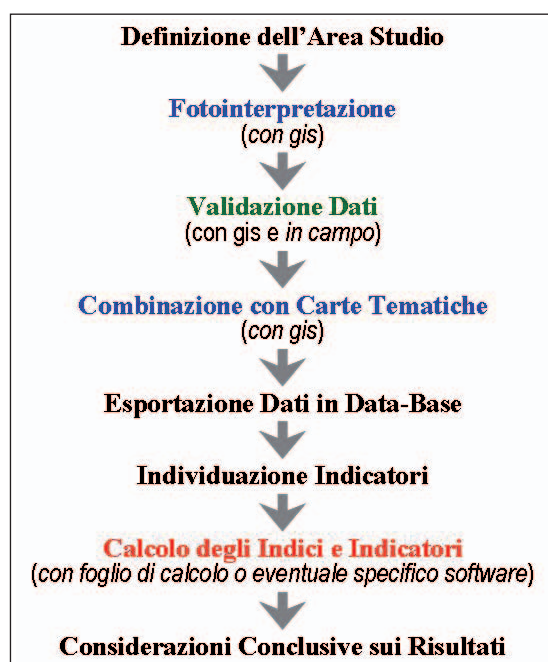 Definizione dell'Area Studio
Fotointerpretazione
(con gis)
Validazione Dati
(con gis e in campo)
Combinazione con Carte Tematiche
(con gis)
Esportazione Dati in Data-Base
Individuazione Indicatori
Calcolo degli Indici e Indicatori
(con foglio di calcolo o eventuale specifico software)
Considerazioni Conclusive sui Risultati